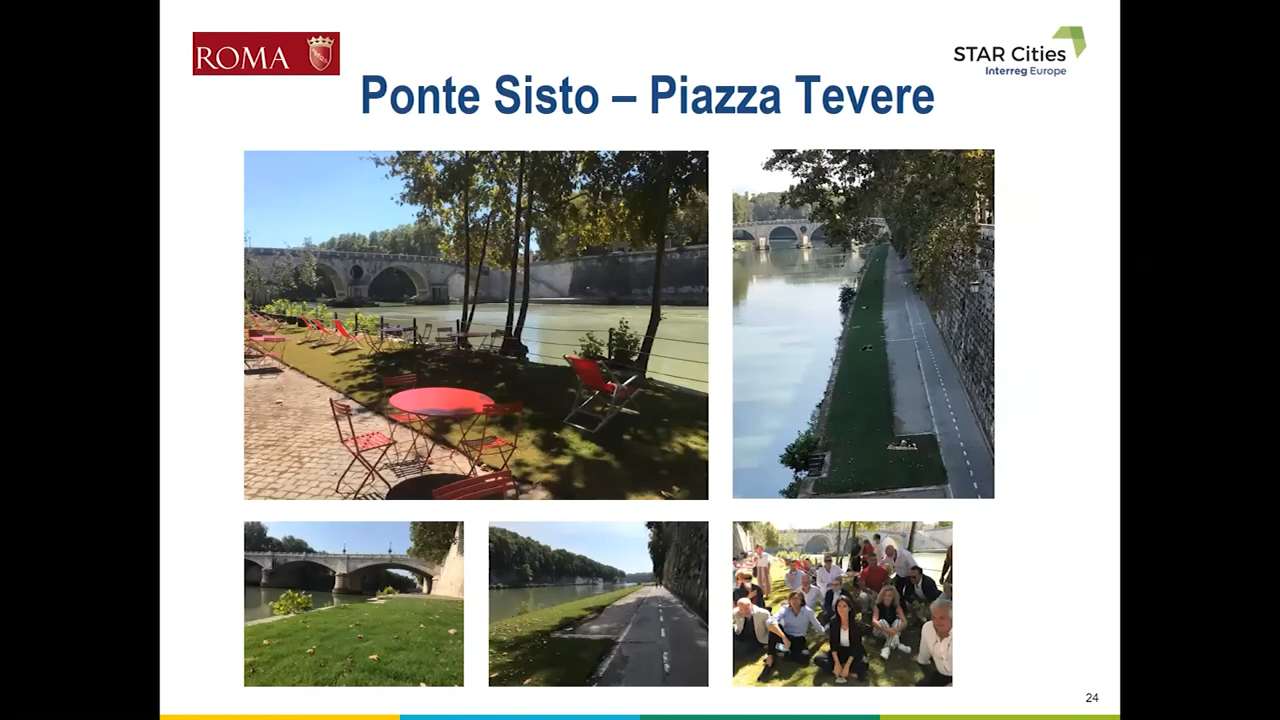 ROMA
STAR Cities
Interreg Europe
Ponte Sisto – Piazza Tevere
24